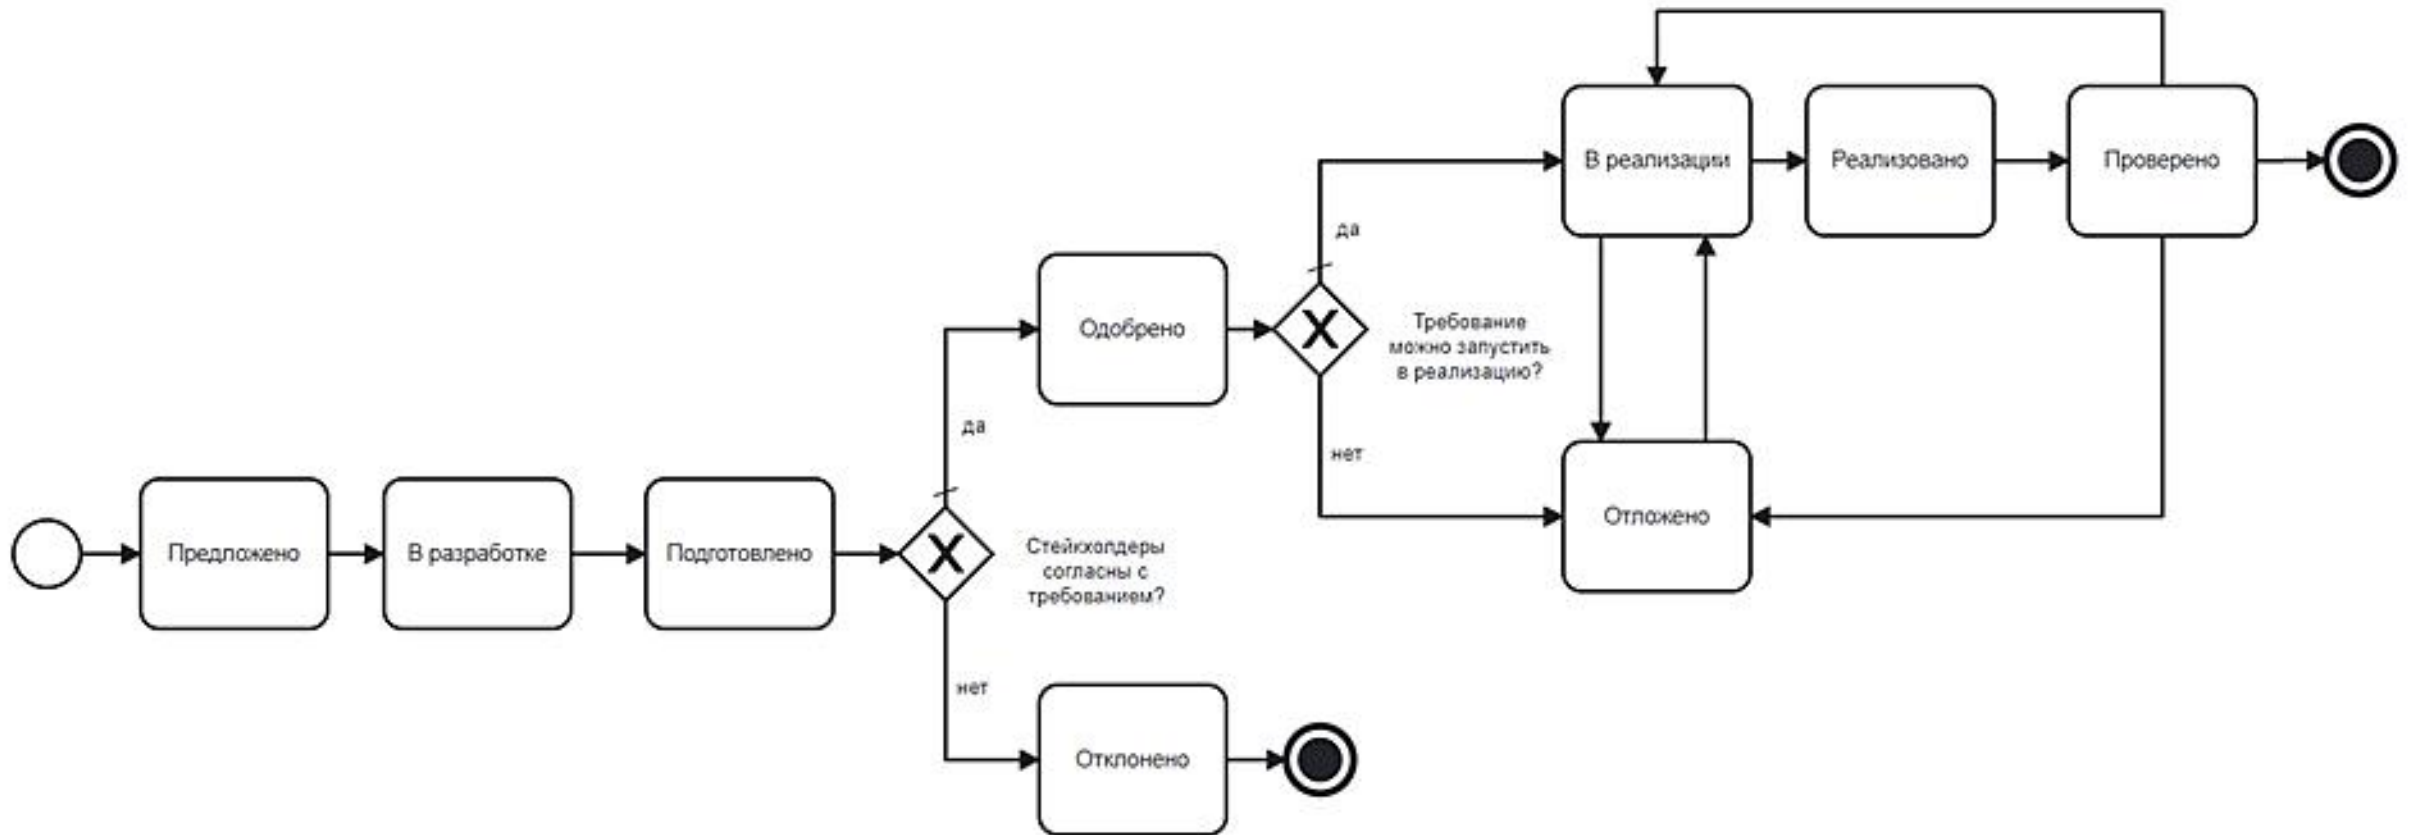 В реализации
Реализовано
Проверено
да
Одобрено
Требование
можно запустить
в реализацию?
да
нет
Отложено
Предложено
В разработке
Подготовлено
X
X
Стейкхолдеры
согласны с
требованием?
нет
Отклонено